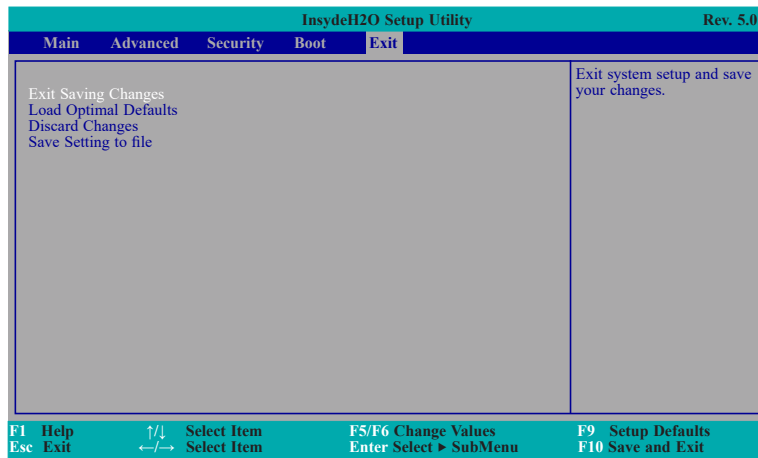 InsydeH2O Setup Utility Rev. 5.0
Main Advanced Security Boot Exit
Exit Saving Changes
Load Optimal Defaults
Discard Changes
Save Setting to file
Exit system setup and save
your changes.
F1 Help ↑/↓ Select Item F5/F6 Change Values F9 Setup Defaults
Esc Exit ←/→ Select Item Enter Select ► SubMenu F10 Save and Exit